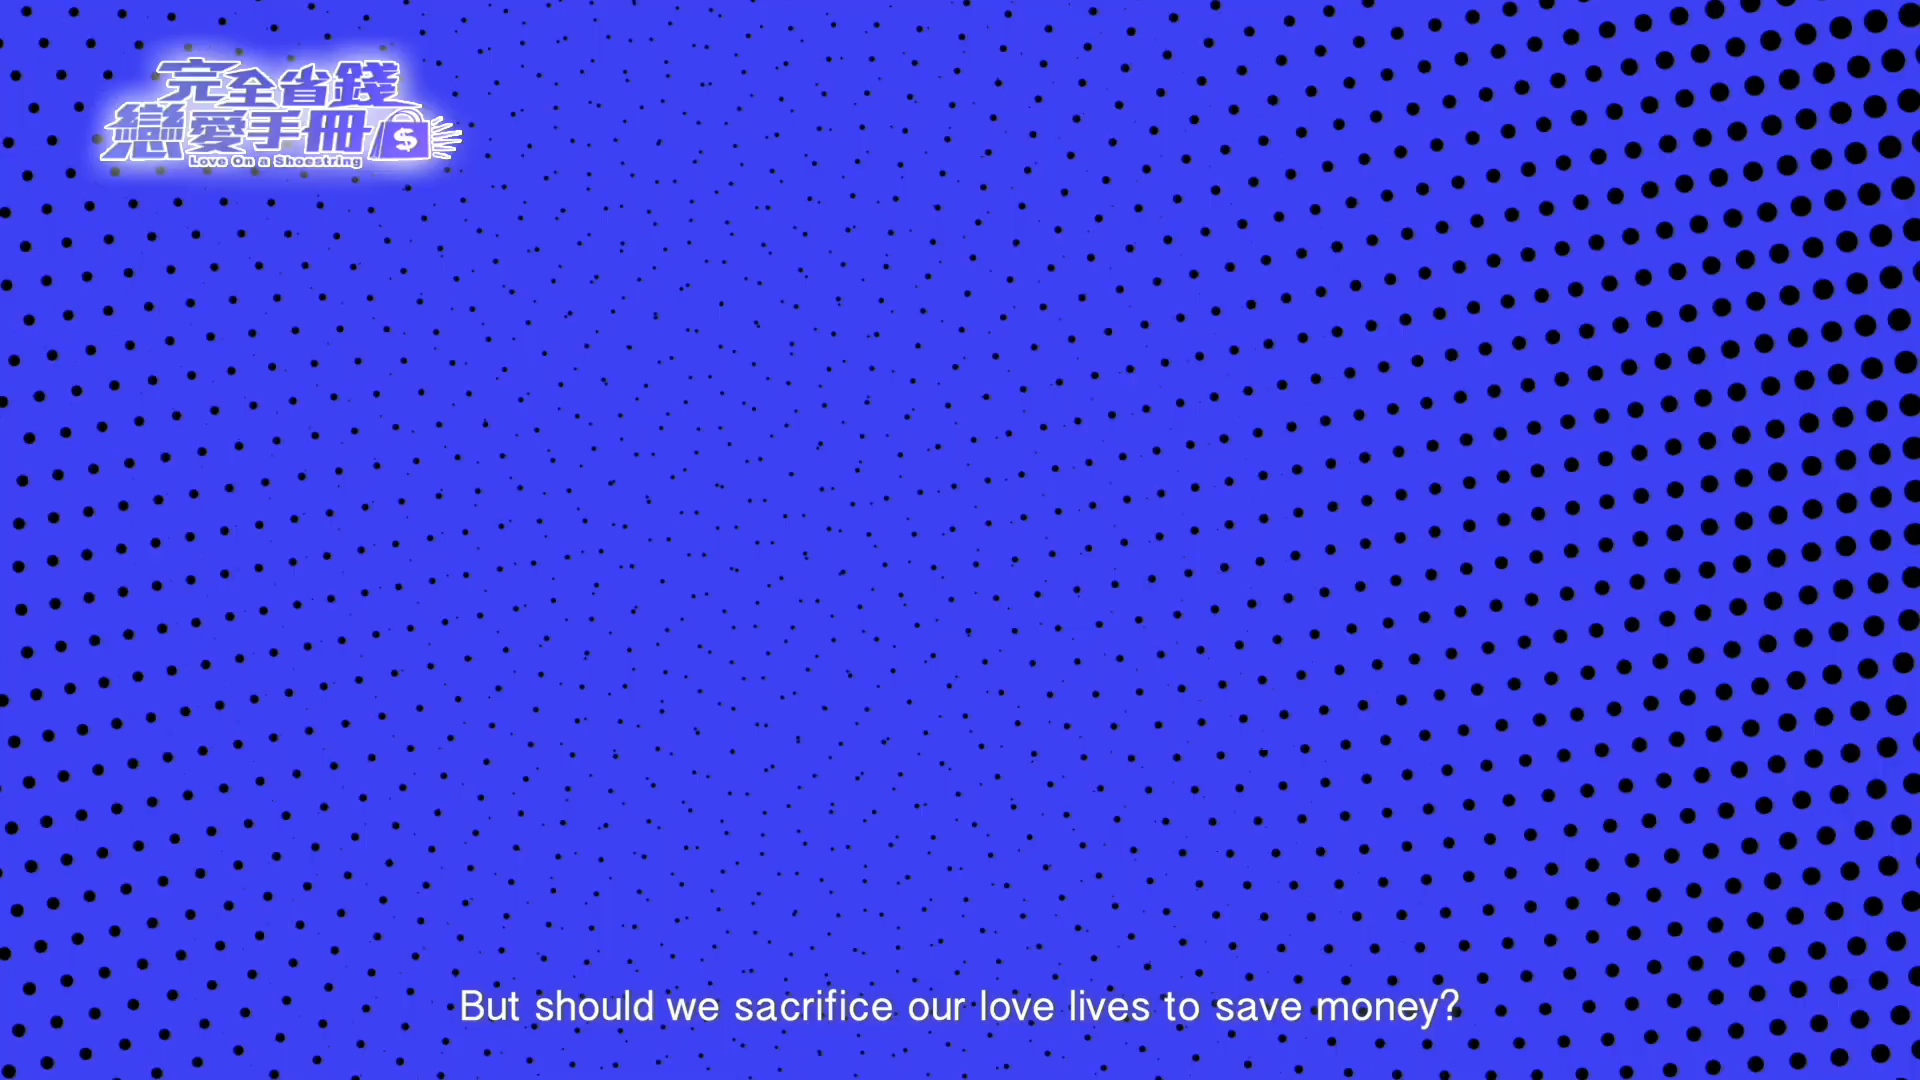 完全省錢
戀愛手冊
$
Love On a Shoestring
But should we sacrifice our love lives to save money?